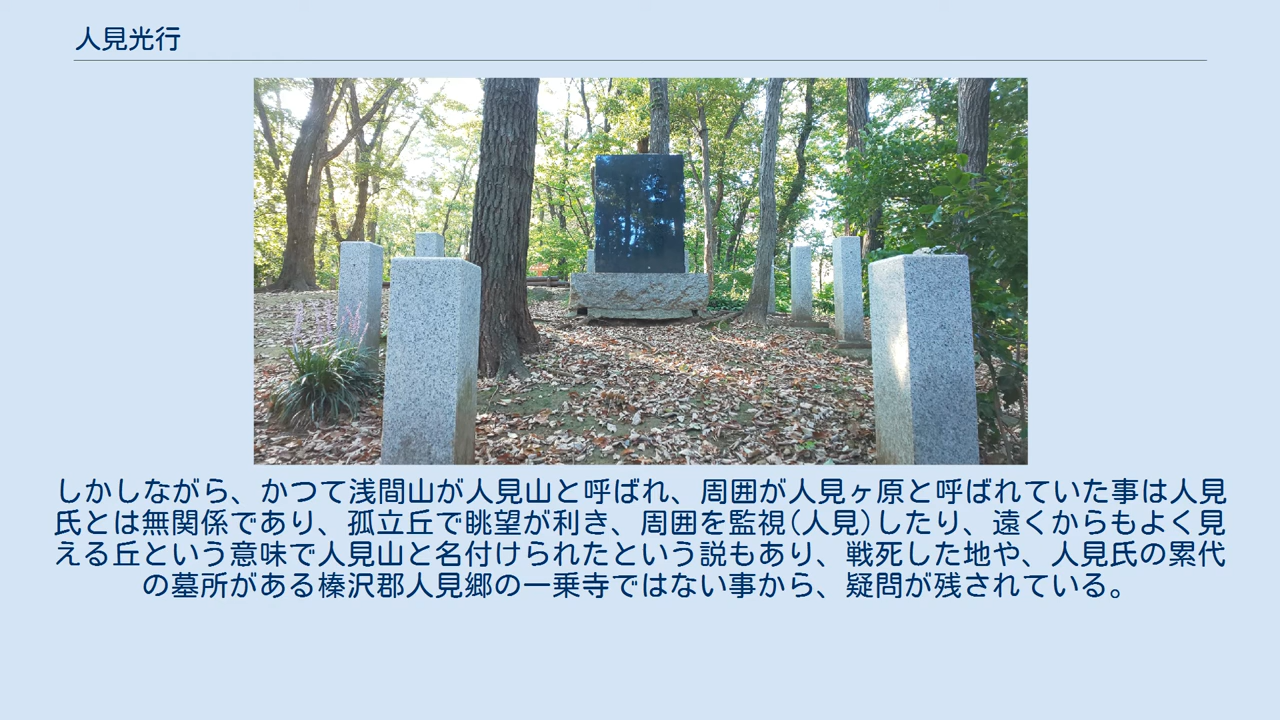 人見光行
しかしながら、かつて浅間山が人見山と呼ばれ、周囲が人見ヶ原と呼ばれていた事は人見
氏とは無関係であり、孤立丘で眺望が利き、周囲を監視(人見)したり、遠くからもよく見
える丘という意味で人見山と名付けられたという説もあり、戦死した地や、人見氏の累代
の墓所がある榛沢郡人見郷の一乗寺ではない事から、疑問が残されている。